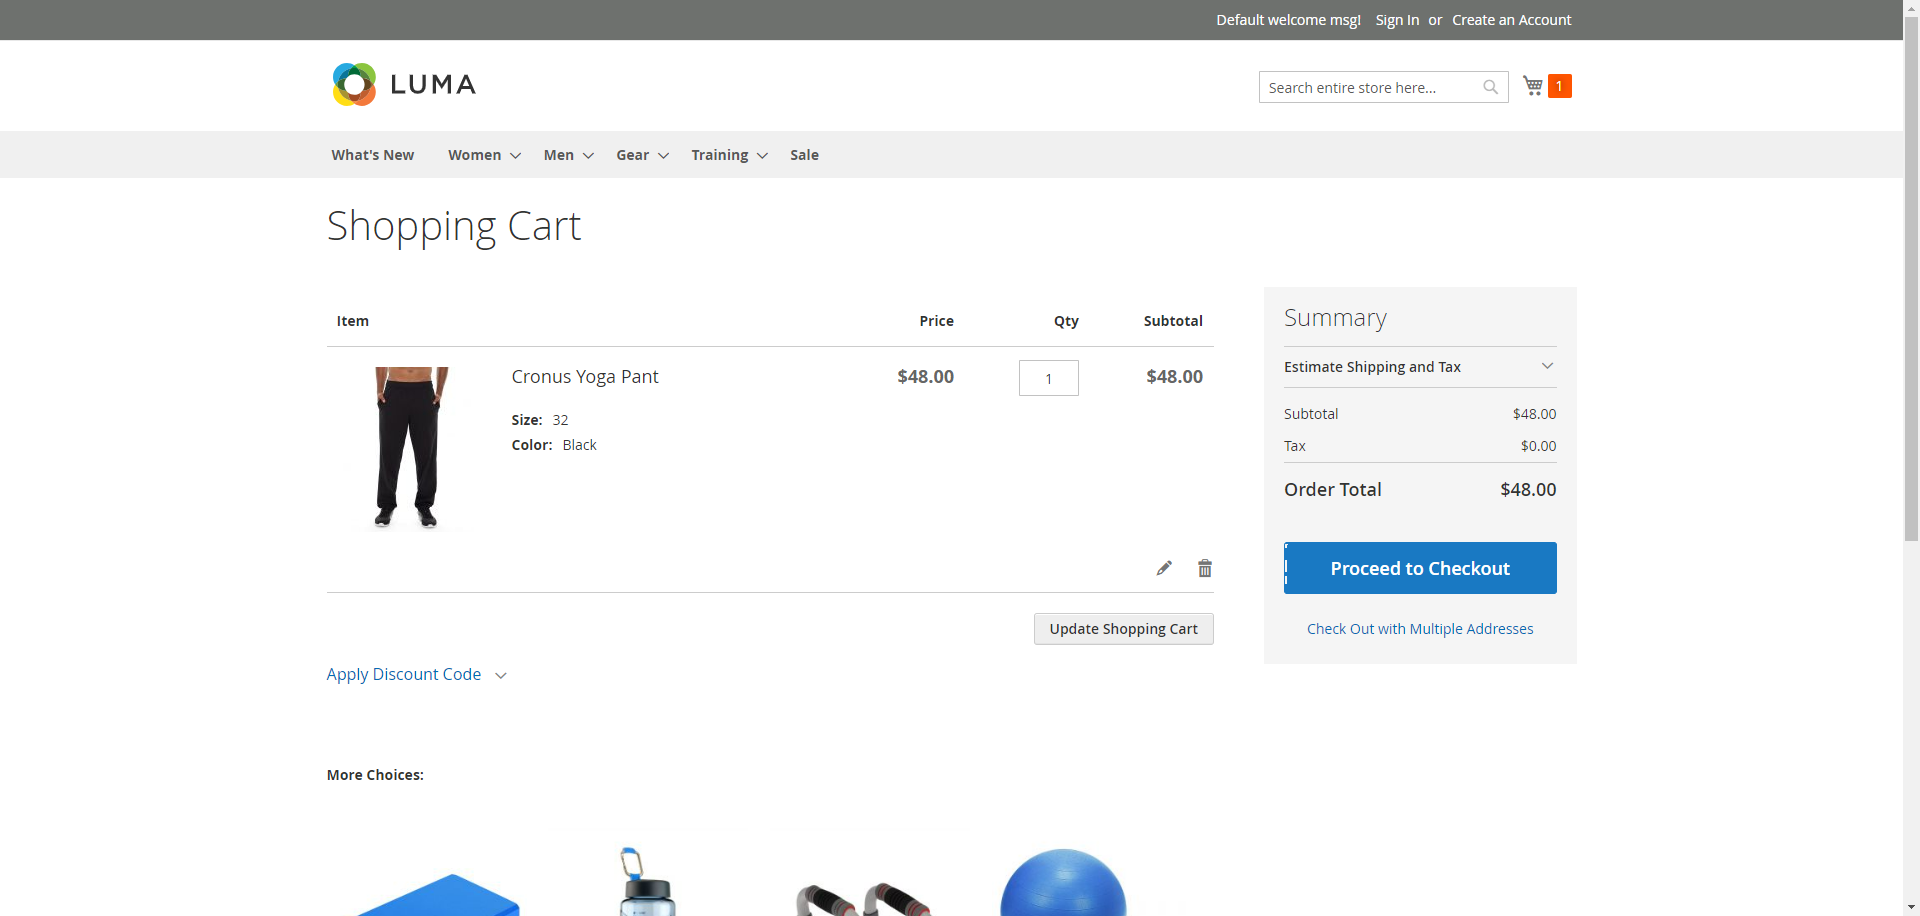 Default welcome msg! Sign In or Create an Account
LUMA
Search entire store here...
1
What's New Women Men Gear Training Sale
Shopping Cart
Item Price Qty Subtotal
Cronus Yoga Pant $48.00 1 $48.00
Size: 32
Color: Black
Update Shopping Cart
Apply Discount Code
Summary
Estimate Shipping and Tax
Subtotal $48.00
Tax $0.00
Order Total $48.00
Proceed to Checkout
Check Out with Multiple Addresses
More Choices: